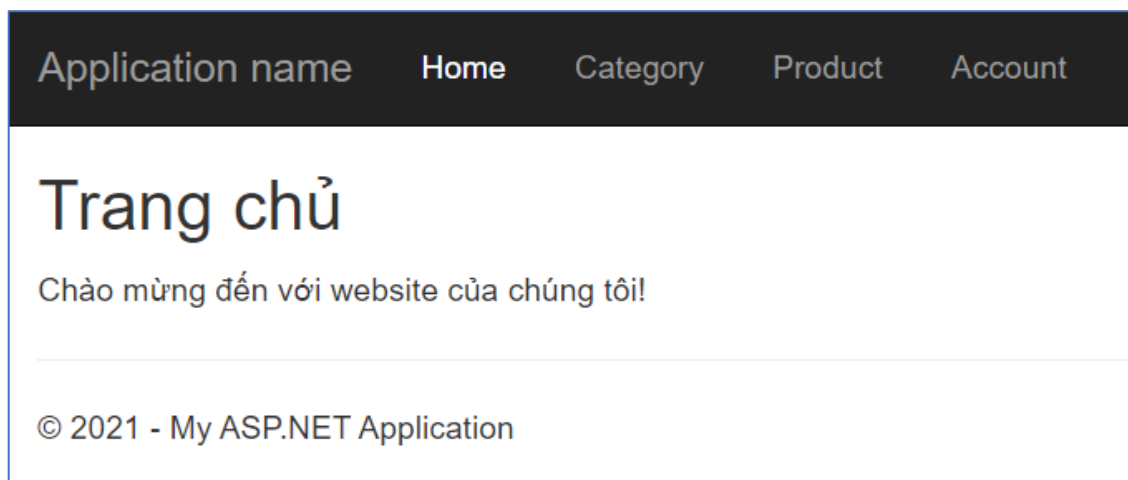 Application name Home Category Product Account
Trang chủ
Chào mừng đến với website của chúng tôi!
© 2021 - My ASP.NET Application